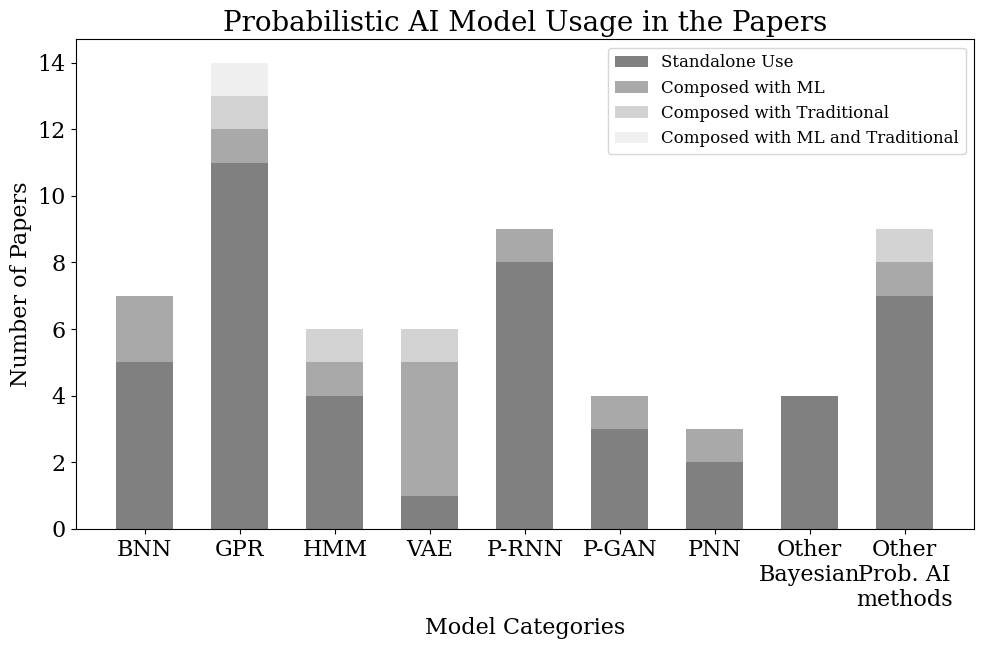 Probabilistic AI Model Usage in the Papers
Standalone Use
Composed with ML
Composed with Traditional
Composed with ML and Traditional
Number of Papers
14
12
10
8
6
4
2
0
BNN
GPR
HMM
VAE
P-RNN
P-GAN
PNN
Other
Bayesian
Other
Prob. AI
methods
Model Categories